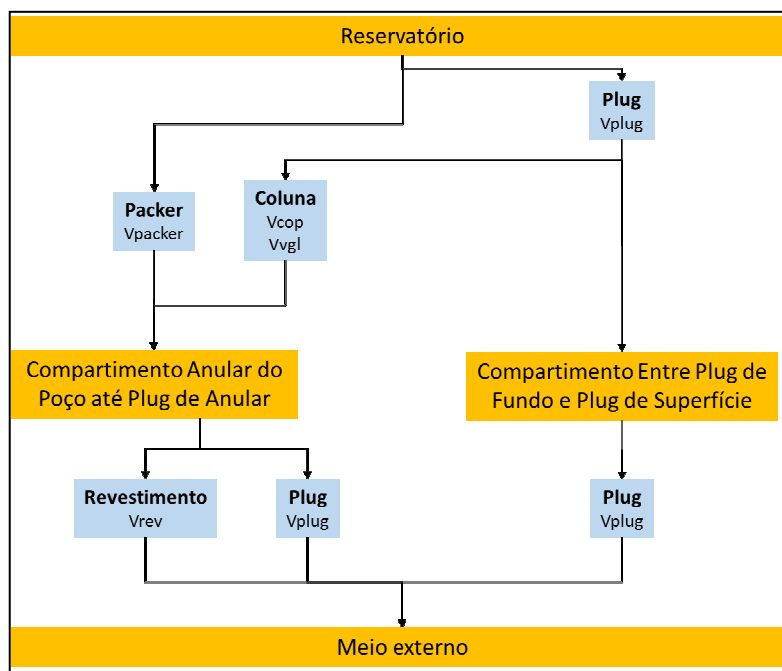 Reservatório
Plug
Vplug
Packer
Vpacker
Coluna
Vcop
Vvgl
Compartimento Anular do
Poço até Plug de Anular
Compartimento Entre Plug de
Fundo e Plug de Superfície
Revestimento
Vrev
Plug
Vplug
Plug
Vplug
Meio externo